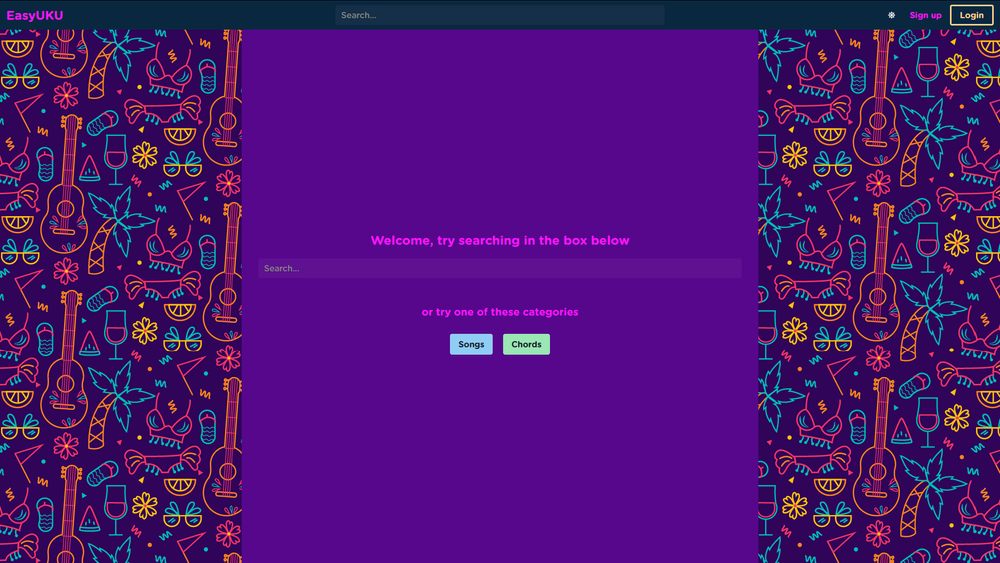 EasyUKU
Search...
Sign up
Login
Welcome, try searching in the box below
Search...
or try one of these categories
Songs
Chords